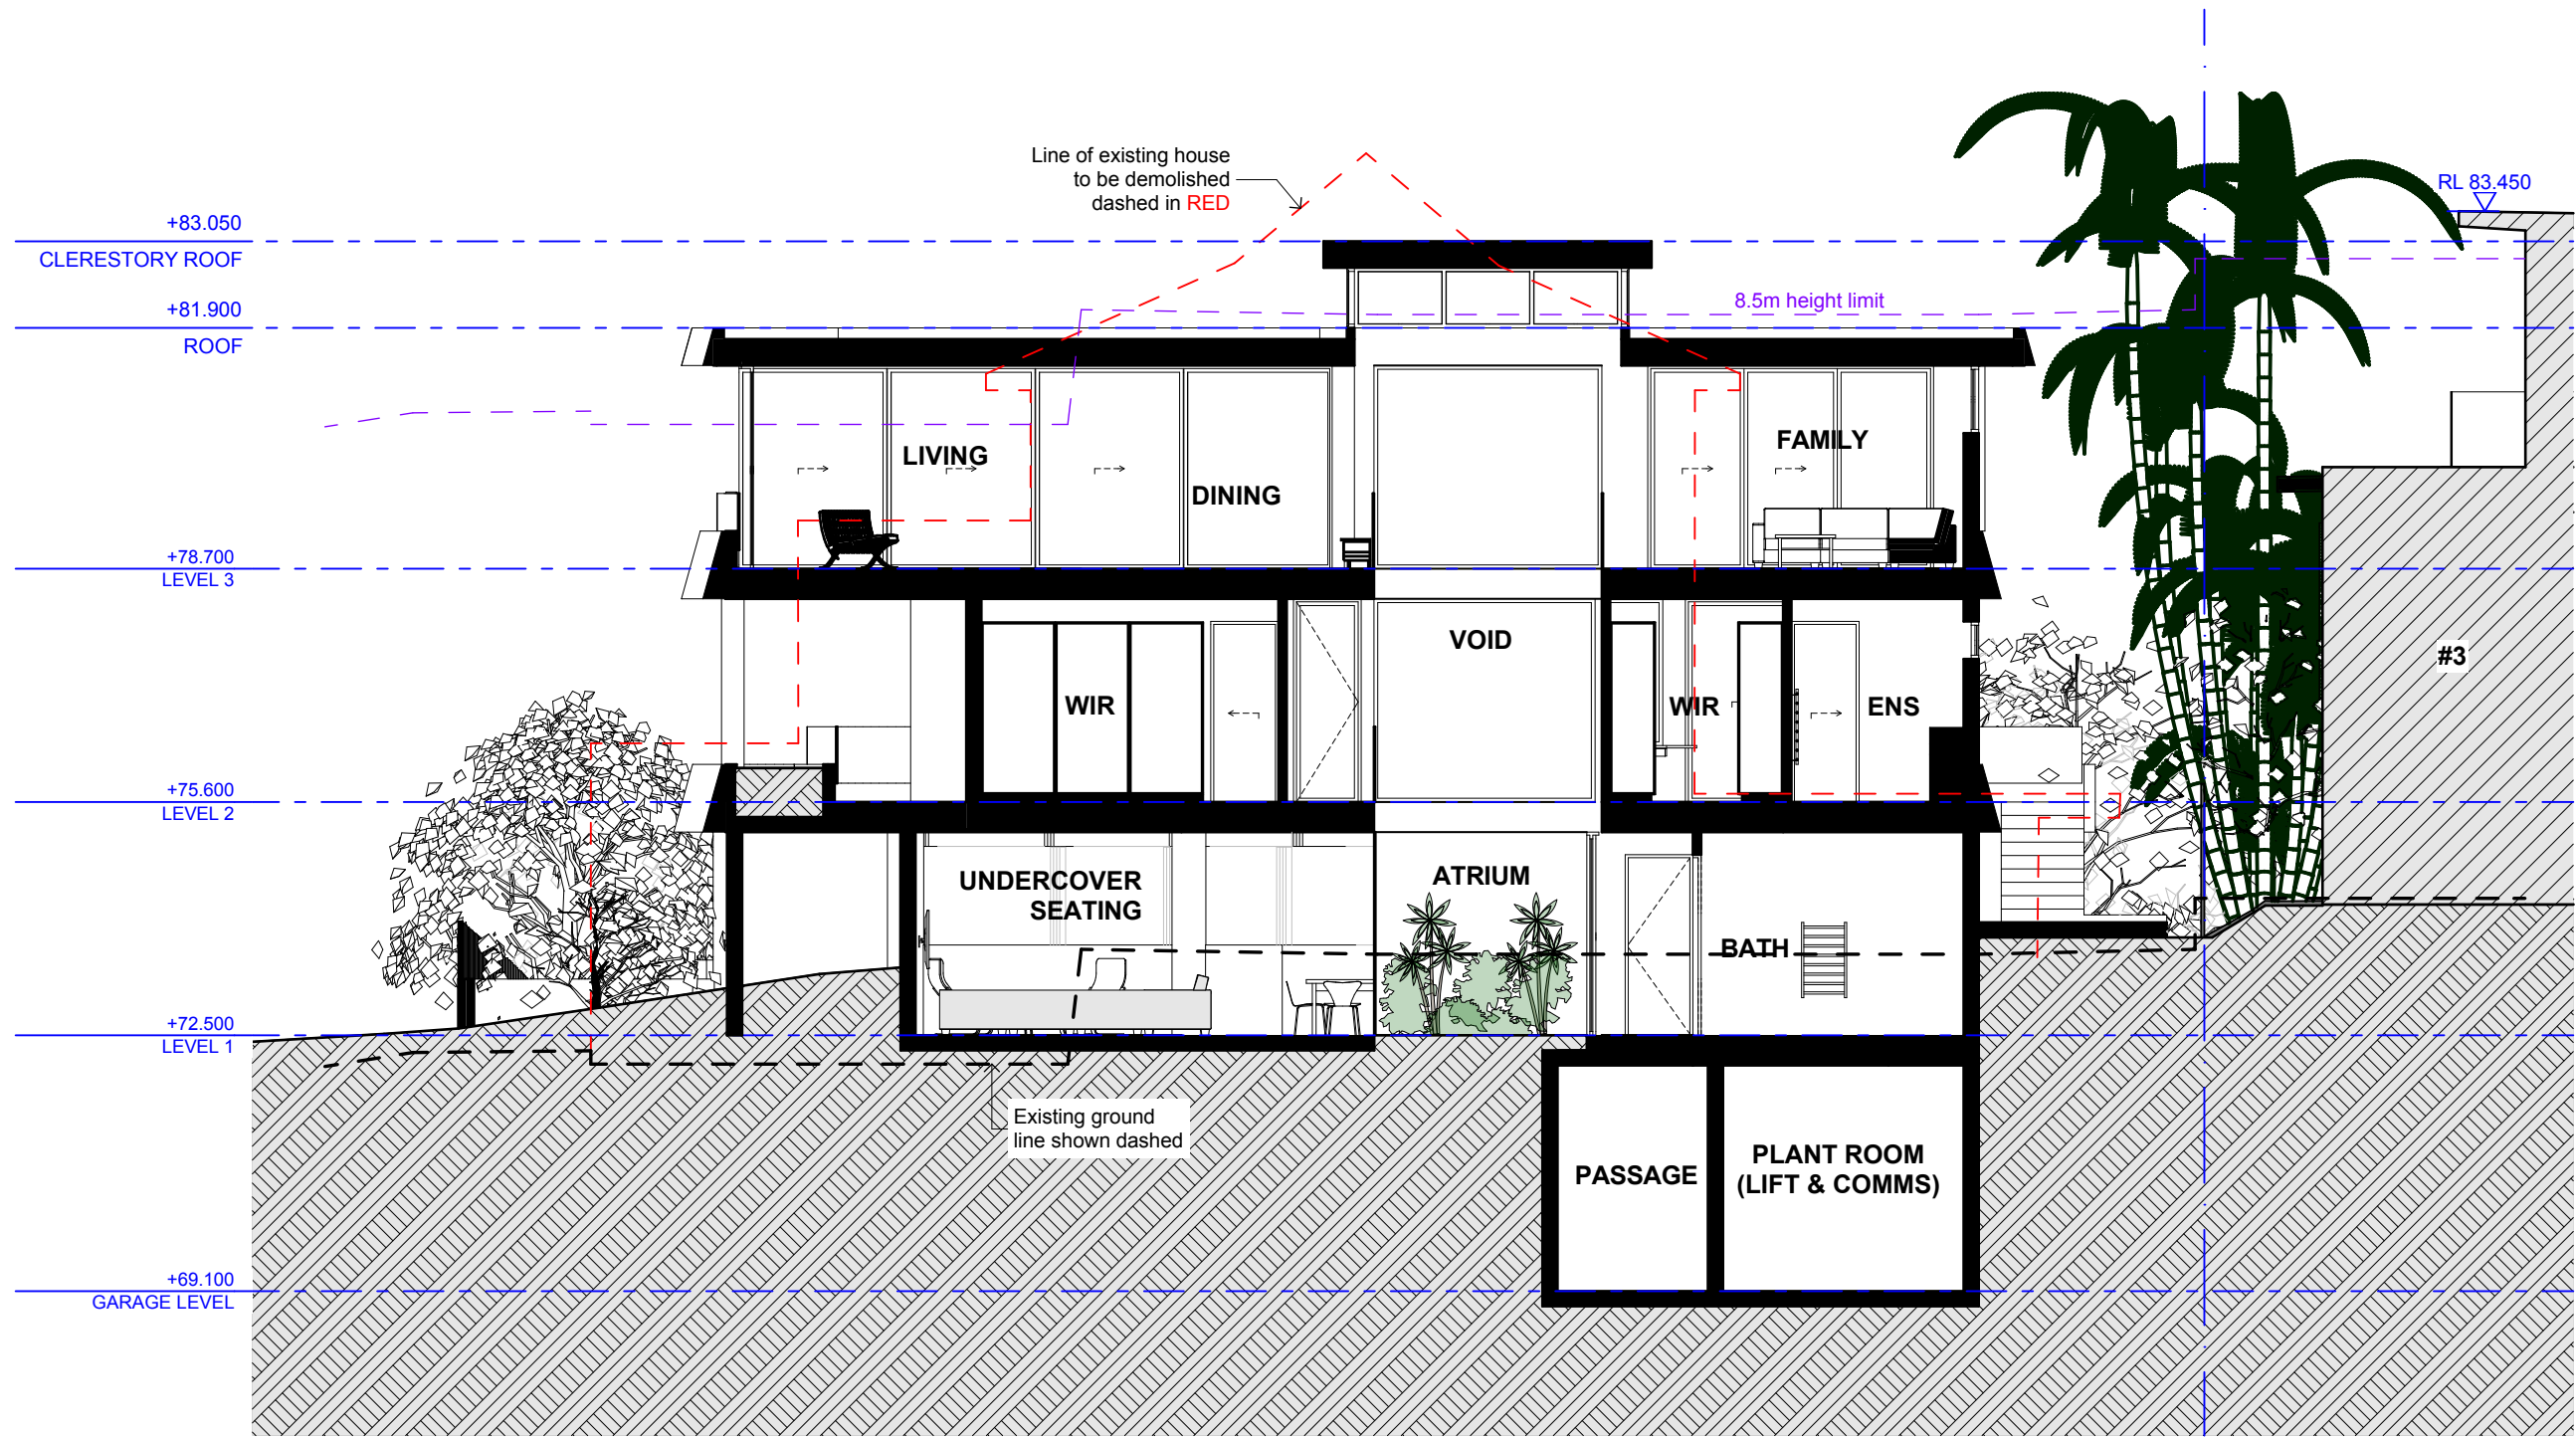 Line of existing house
to be demolished
dashed in RED
RL 83.450
+83.050
CLERESTORY ROOF
8.5m height limit
+81.900
ROOF
LIVING
FAMILY
DINING
+78.700
LEVEL 3
VOID
#3
WIR
WIR
ENS
+75.600
LEVEL 2
UNDERCOVER
SEATING
ATRIUM
BATH
+72.500
LEVEL 1
Existing ground
line shown dashed
PASSAGE
PLANT ROOM
(LIFT & COMMS)
+69.100
GARAGE LEVEL